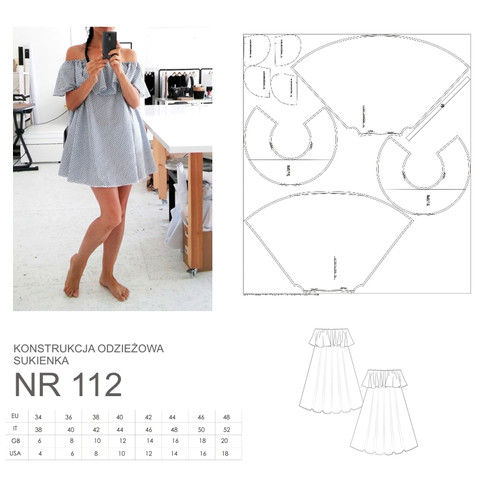 KONSTRUKCJA ODZIEŻOWA
SUKIENKA
NR 112
EU 34 36 38 40 42 44 46 48
IT 38 40 42 44 46 48 50 52
GB 6 8 10 12 14 16 18 20
USA 4 6 8 10 12 14 16 18